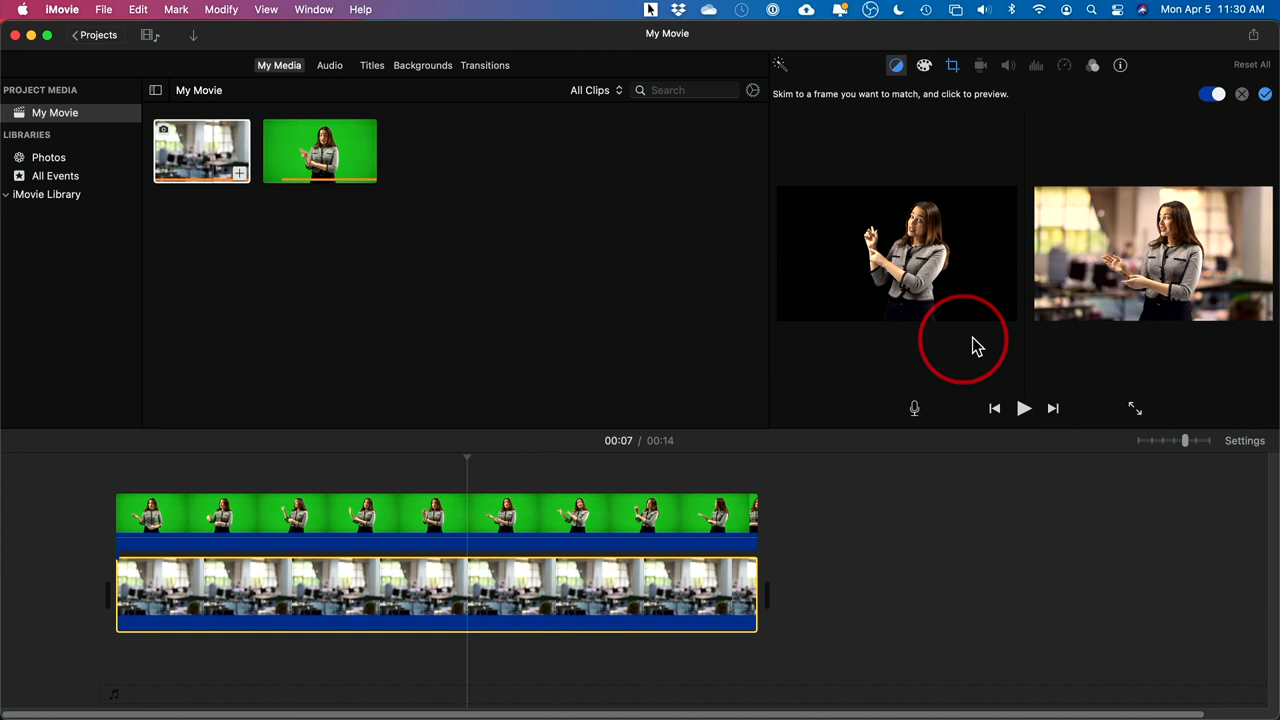 iMovie File Edit Mark Modify View Window Help Mon Apr 5 11:30 AM
Projects My Movie
My Media Audio Titles Backgrounds Transitions Reset All
PROJECT MEDIA My Movie All Clips Search
Skim to a frame you want to match, and click to preview.
My Movie
LIBRARIES
Photos
All Events
iMovie Library
00:07 / 00:14 Settings